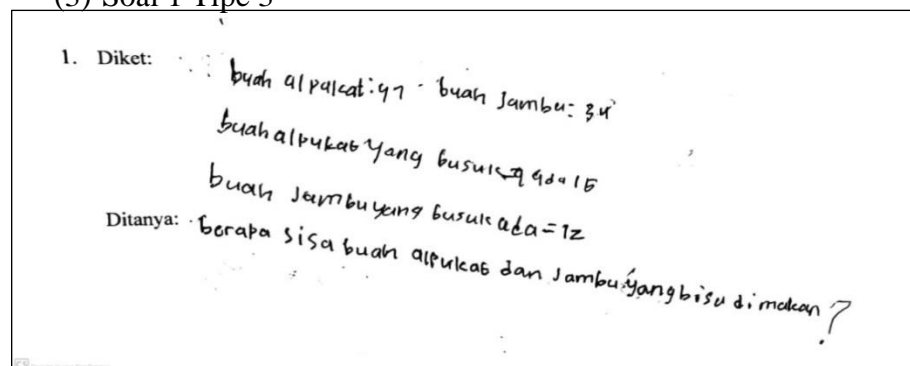 (3) Soal 1 Tipe 3
1. Diket:
buah alpukat: 47 buah Jambu: 34
buah alpukat yang busuk ada 15
buah Jambu yang busuk ada = 12
Ditanya: berapa sisa buah alpukat dan Jambu yang bisa dimakan?